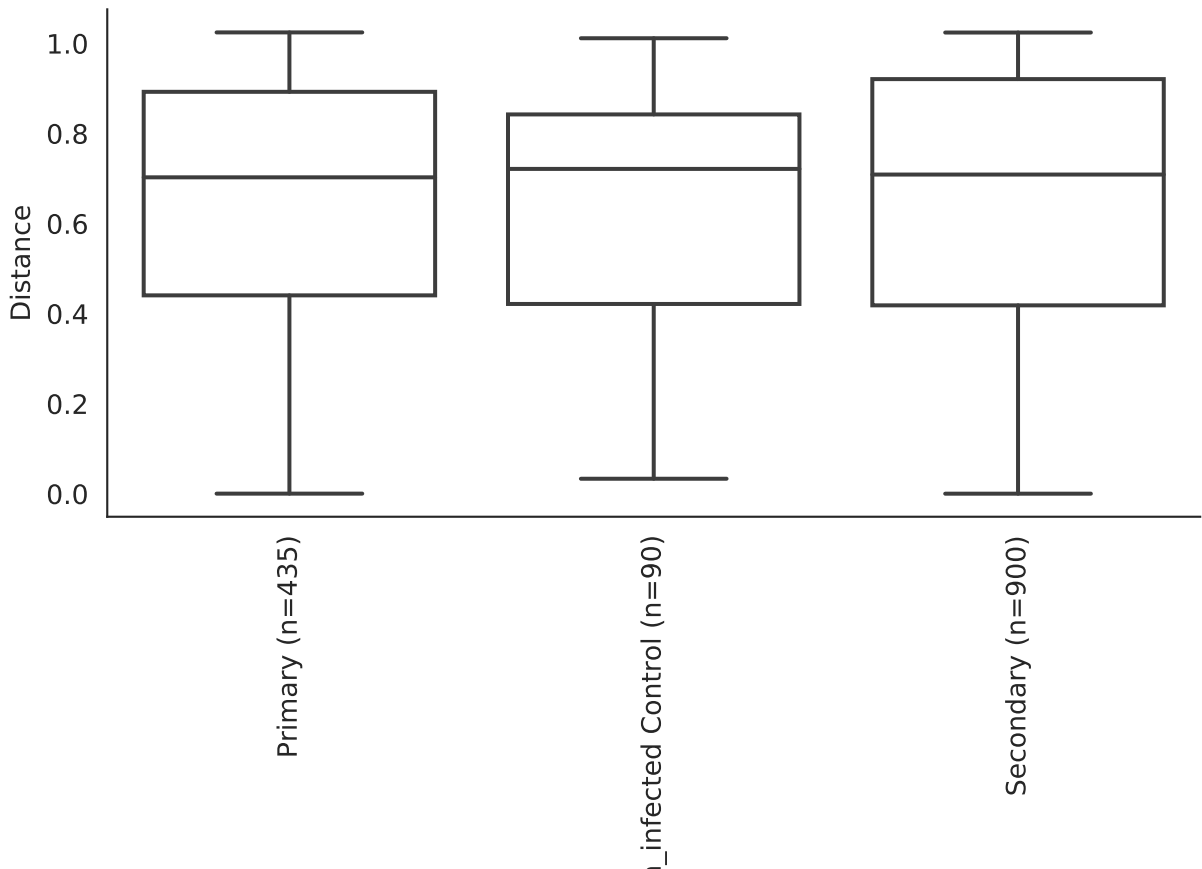 1.0
0.8
0.6
0.4
0.2
0.0
Distance
Primary (n=435)
_infected Control (n=90)
Secondary (n=900)